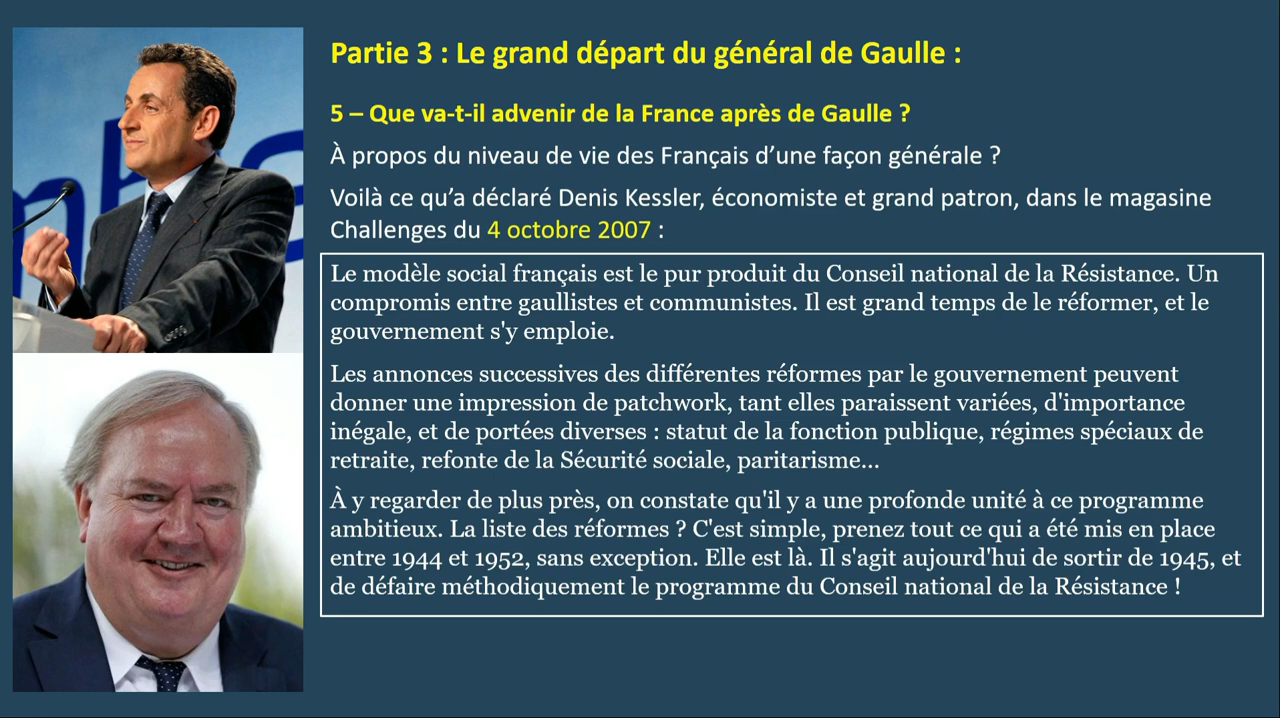 Partie 3 : Le grand départ du général de Gaulle :
5 – Que va-t-il advenir de la France après de Gaulle ?
À propos du niveau de vie des Français d’une façon générale ?
Voilà ce qu’a déclaré Denis Kessler, économiste et grand patron, dans le magasine
Challenges du 4 octobre 2007 :
Le modèle social français est le pur produit du Conseil national de la Résistance. Un
compromis entre gaullistes et communistes. Il est grand temps de le réformer, et le
gouvernement s'y emploie.
Les annonces successives des différentes réformes par le gouvernement peuvent
donner une impression de patchwork, tant elles paraissent variées, d'importance
inégale, et de portées diverses : statut de la fonction publique, régimes spéciaux de
retraite, refonte de la Sécurité sociale, paritarisme...
À y regarder de plus près, on constate qu'il y a une profonde unité à ce programme
ambitieux. La liste des réformes ? C'est simple, prenez tout ce qui a été mis en place
entre 1944 et 1952, sans exception. Elle est là. Il s'agit aujourd'hui de sortir de 1945, et
de défaire méthodiquement le programme du Conseil national de la Résistance !